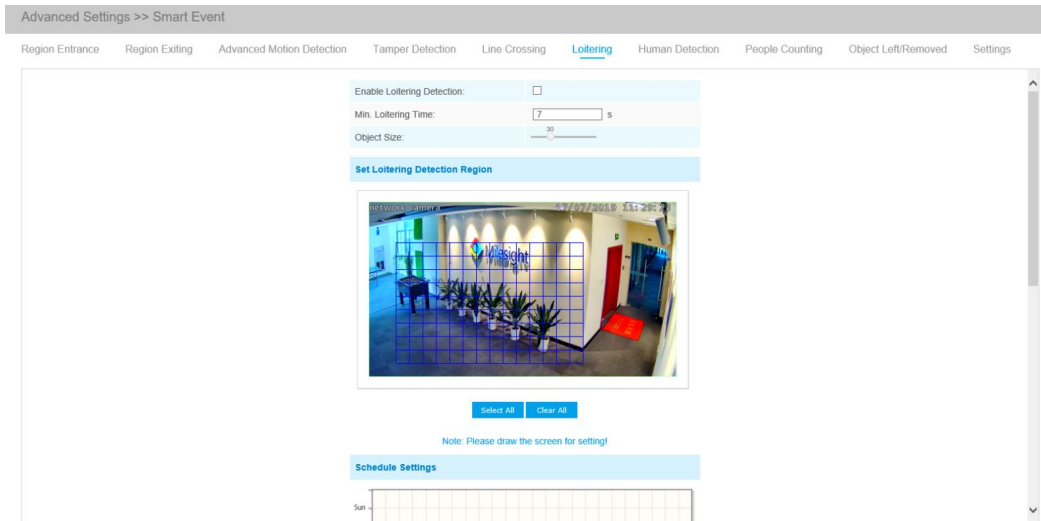 Advanced Settings >> Smart Event
Region Entrance Region Exiting Advanced Motion Detection Tamper Detection Line Crossing Loitering Human Detection People Counting Object Left/Removed Settings
Enable Loitering Detection:
Min. Loitering Time: 7 s
Object Size: 30
Set Loitering Detection Region
network camera
Milesight
Select All Clear All
Note: Please draw the screen for setting!
Schedule Settings
Sun